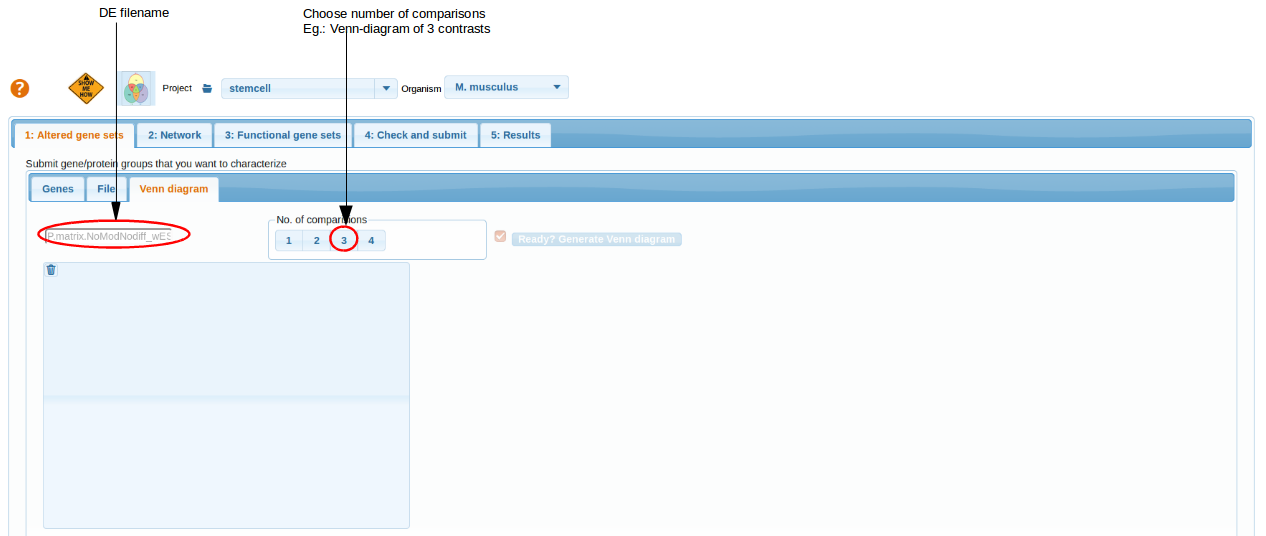 DE filename
Choose number of comparisons
Eg.: Venn-diagram of 3 contrasts
SHOW ME HOW
Project
stemcell
Organism
M. musculus
1: Altered gene sets
2: Network
3: Functional gene sets
4: Check and submit
5: Results
Submit gene/protein groups that you want to characterize
Genes
File
Venn diagram
No. of comparisions
P.matrix.NoModNodiff_wES
1
2
3
4
Ready? Generate Venn diagram